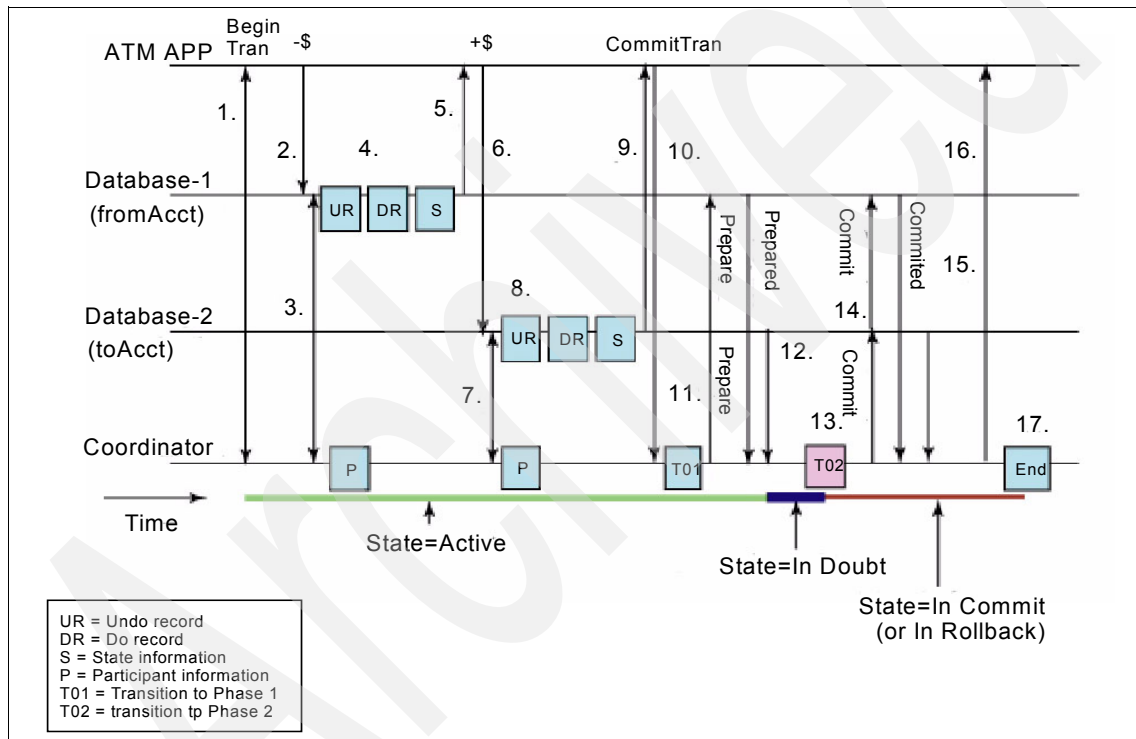 Begin
Tran
-$
+$
CommitTran
ATM APP
1.
2.
4.
5.
6.
9.
10.
16.
Database-1
(fromAcct)
UR
DR
S
Prepare
Prepared
Commit
Commited
3.
8.
14.
15.
Database-2
(toAcct)
UR
DR
S
7.
11.
Prepare
12.
Commit
13.
17.
Coordinator
P
P
T01
T02
End
Time
State=Active
State=In Doubt
State=In Commit
(or In Rollback)
UR = Undo record
DR = Do record
S = State information
P = Participant information
T01 = Transition to Phase 1
T02 = transition tp Phase 2
Archived